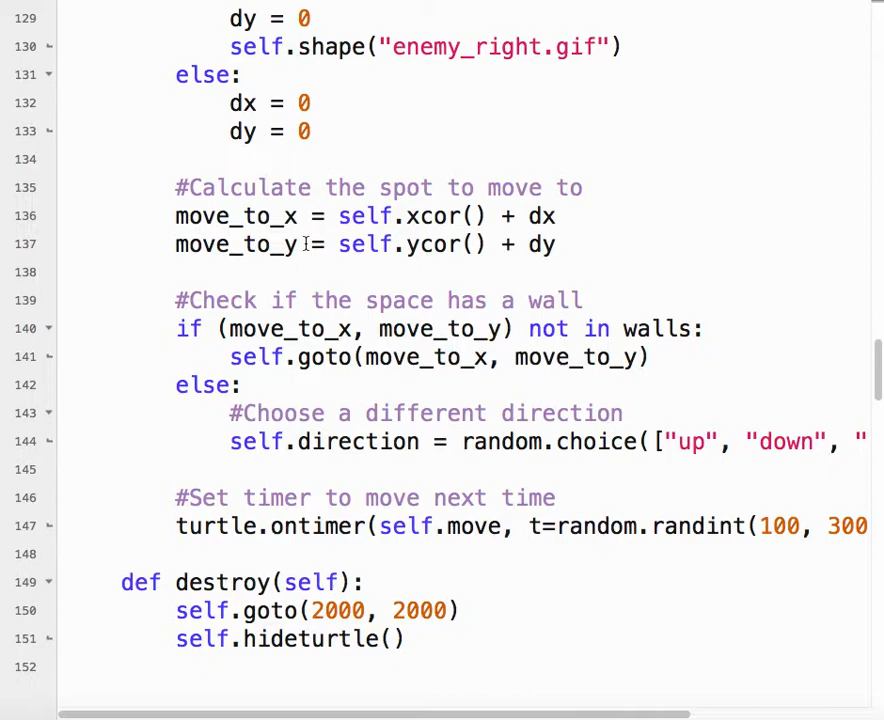 129 dy = 0
130 self.shape("enemy_right.gif")
131 else:
132 dx = 0
133 dy = 0
134
135 #Calculate the spot to move to
136 move_to_x = self.xcor() + dx
137 move_to_y = self.ycor() + dy
138
139 #Check if the space has a wall
140 if (move_to_x, move_to_y) not in walls:
141 self.goto(move_to_x, move_to_y)
142 else:
143 #Choose a different direction
144 self.direction = random.choice(["up", "down", "
145
146 #Set timer to move next time
147 turtle.ontimer(self.move, t=random.randint(100, 300
148
149 def destroy(self):
150 self.goto(2000, 2000)
151 self.hideturtle()
152